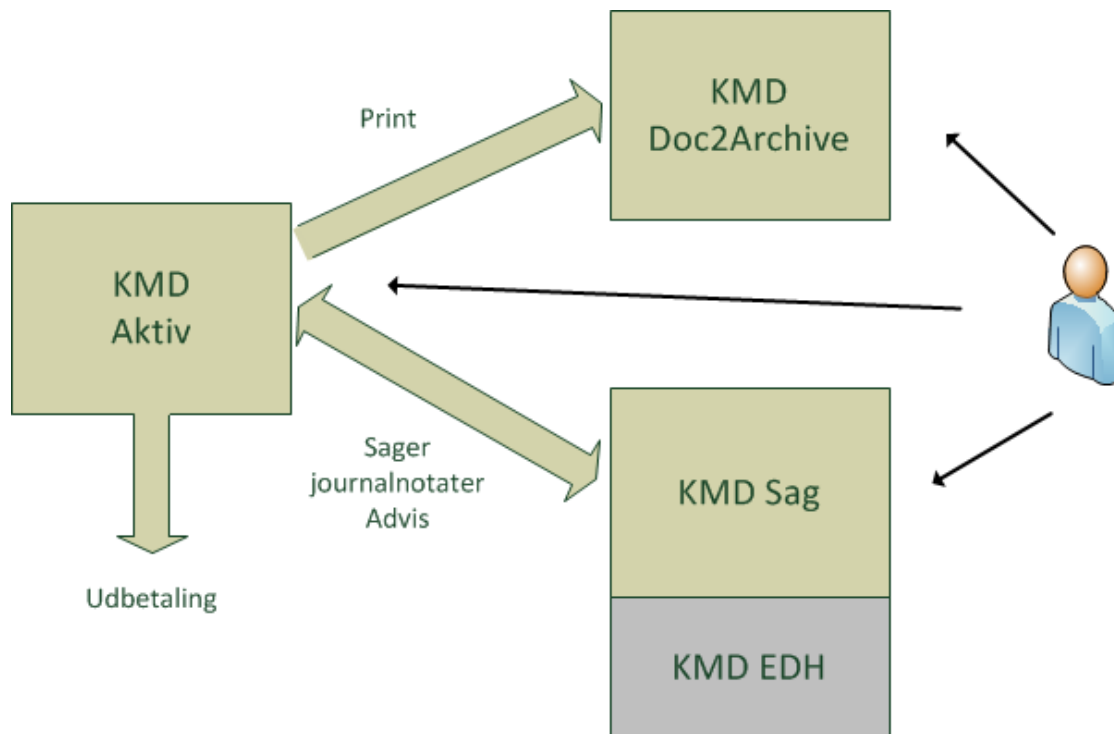 Print
KMD
Doc2Archive
KMD
Aktiv
Sager
journalnotater
Advis
KMD Sag
Udbetaling
KMD EDH